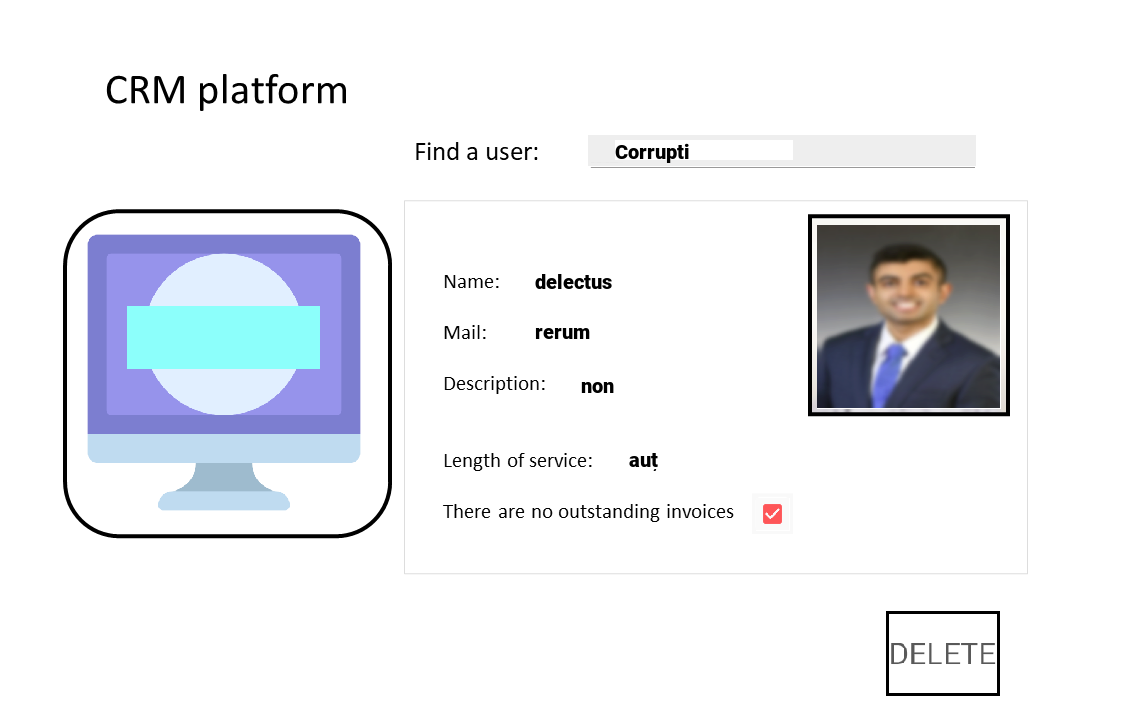 CRM platform
Find a user: Corrupti
Name: delectus
Mail: rerum
Description: non
Length of service: aut
There are no outstanding invoices
DELETE